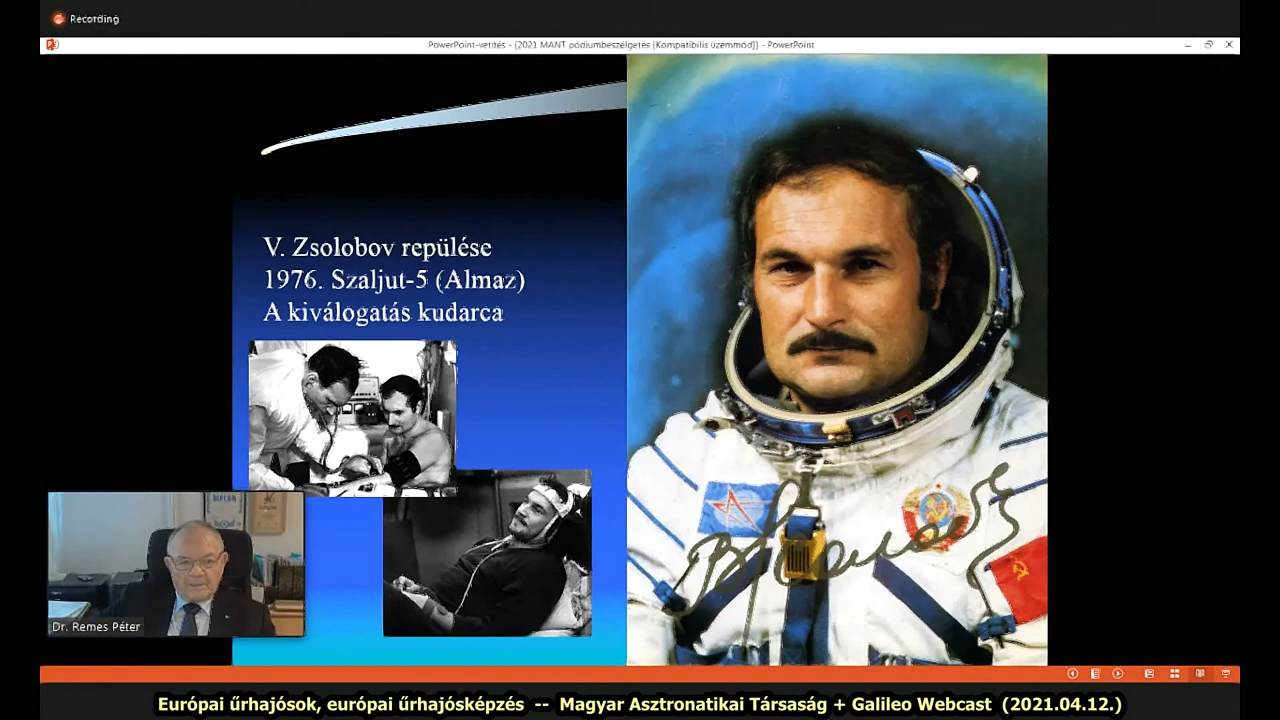 Recording
PowerPoint-vetítés - [2021 MANT pódiumbeszélgetés [Kompatibilis üzemmód]] - PowerPoint
V. Zsolobov repülése
1976. Szaljut-5 (Almaz)
A kiválogatás kudarca
DIPLOM
Dr. Remes Péter
Európai űrhajósok, európai űrhajósképzés -- Magyar Asztronatikai Társaság + Galileo Webcast (2021.04.12.)